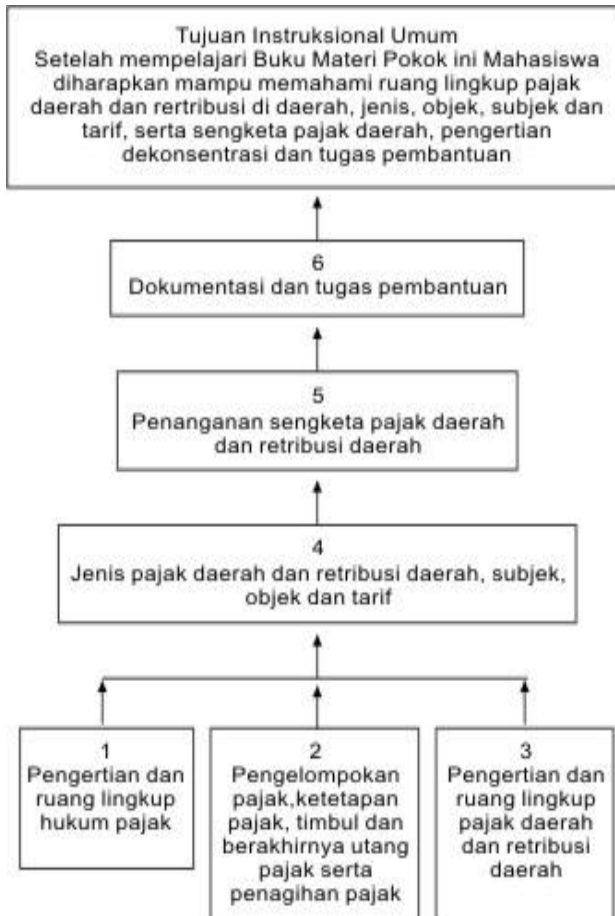 Tujuan Instruksional Umum
Setelah mempelajari Buku Materi Pokok ini Mahasiswa
diharapkan mampu memahami ruang lingkup pajak
daerah dan rertribusi di daerah, jenis, objek, subjek dan
tarif, serta sengketa pajak daerah, pengertian
dekonsentrasi dan tugas pembantuan
6
Dokumentasi dan tugas pembantuan
5
Penanganan sengketa pajak daerah
dan retribusi daerah
4
Jenis pajak daerah dan retribusi daerah, subjek,
objek dan tarif
1
Pengertian dan
ruang lingkup
hukum pajak
2
Pengelompokan
pajak,ketetapan
pajak, timbul dan
berakhirnya utang
pajak serta
penagihan pajak
3
Pengertian dan
ruang lingkup
pajak daerah
dan retribusi
daerah